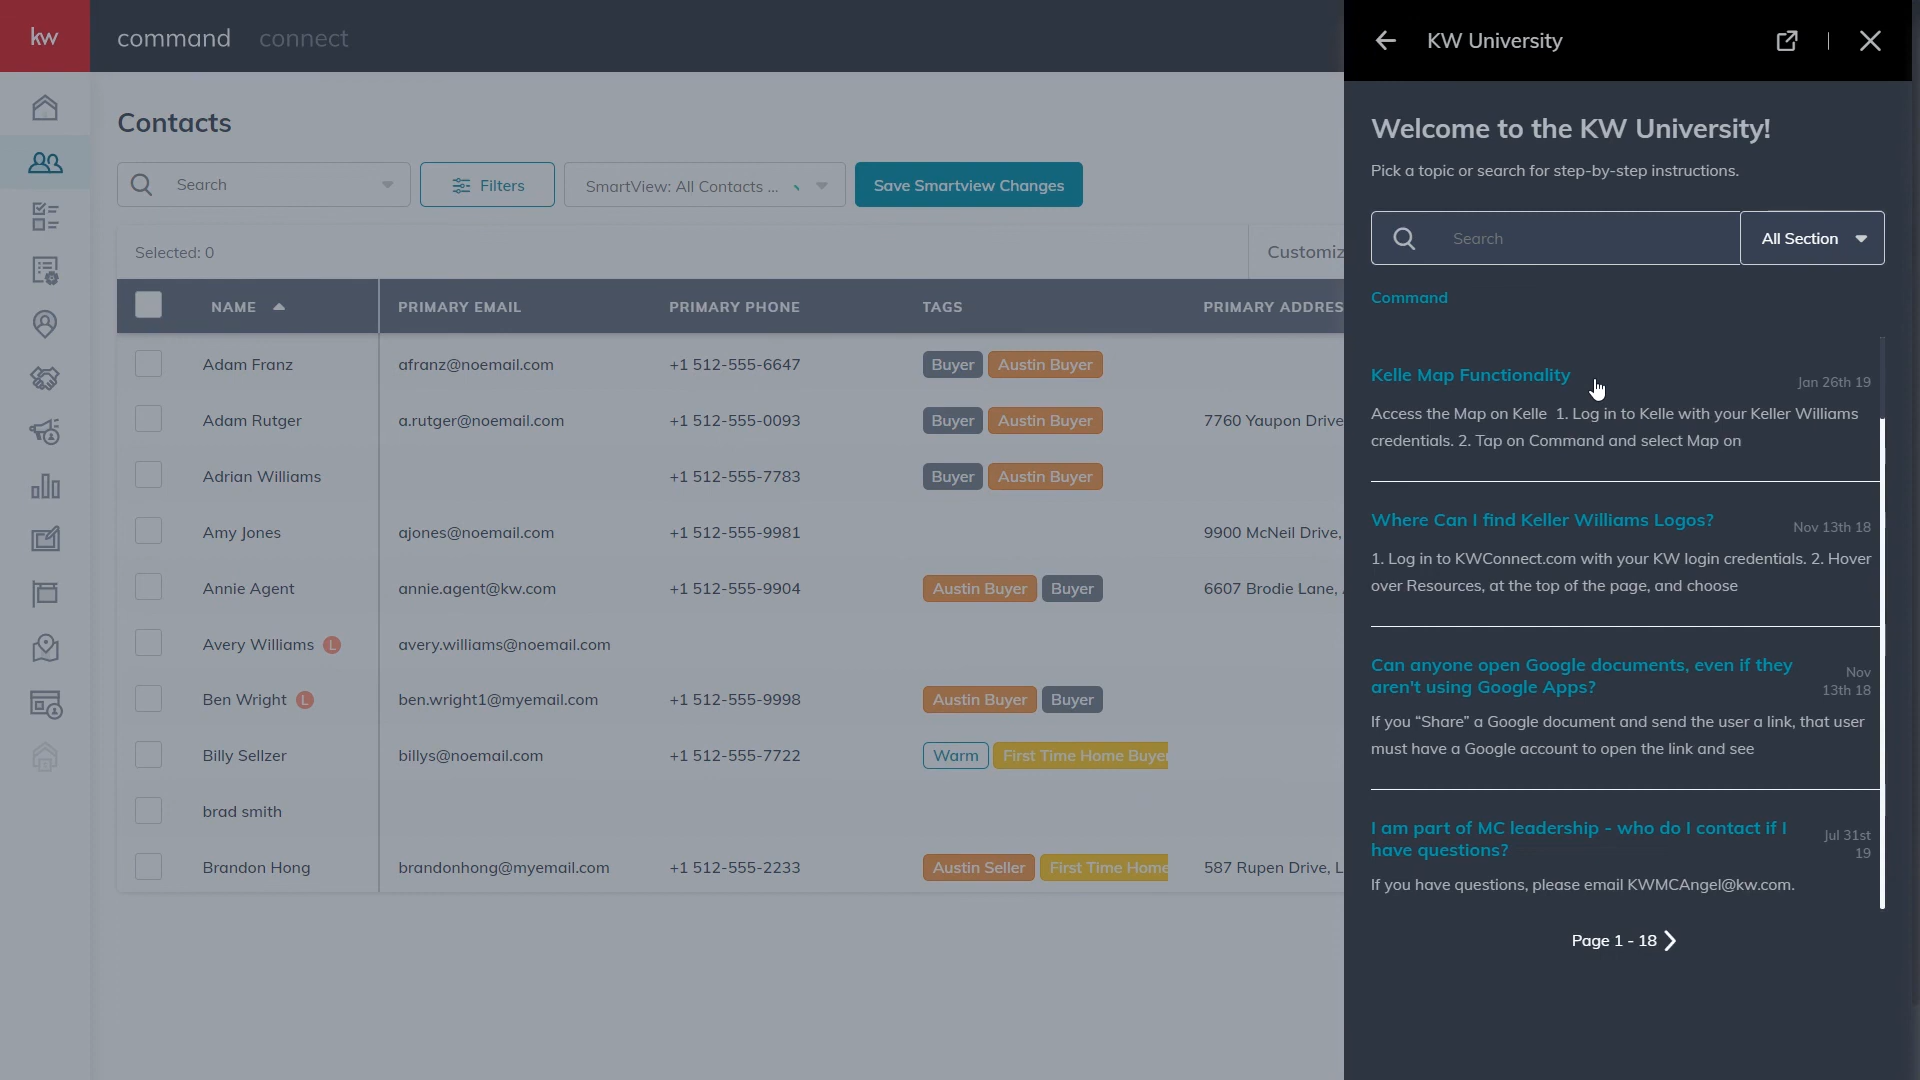 kw
command connect
KW University
Contacts
Search
Filters
SmartView: All Contacts ...
Save Smartview Changes
Selected: 0
Customiz
NAME PRIMARY EMAIL PRIMARY PHONE TAGS PRIMARY ADDRES
Adam Franz afranz@noemail.com +1 512-555-6647 Buyer Austin Buyer
Adam Rutger a.rutger@noemail.com +1 512-555-0093 Buyer Austin Buyer 7760 Yaupon Drive
Adrian Williams +1 512-555-7783 Buyer Austin Buyer
Amy Jones ajones@noemail.com +1 512-555-9981 9900 McNeil Drive,
Annie Agent annie.agent@kw.com +1 512-555-9904 Austin Buyer Buyer 6607 Brodie Lane,
Avery Williams L avery.williams@noemail.com
Ben Wright L ben.wright1@myemail.com +1 512-555-9998 Austin Buyer Buyer
Billy Sellzer billys@noemail.com +1 512-555-7722 Warm First Time Home Buyer
brad smith
Brandon Hong brandonhong@myemail.com +1 512-555-2233 Austin Seller First Time Home 587 Rupen Drive, L
Welcome to the KW University!
Pick a topic or search for step-by-step instructions.
Search
All Section
Command
Kelle Map Functionality
Jan 26th 19
Access the Map on Kelle 1. Log in to Kelle with your Keller Williams
credentials. 2. Tap on Command and select Map on
Where Can I find Keller Williams Logos?
Nov 13th 18
1. Log in to KWConnect.com with your KW login credentials. 2. Hover
over Resources, at the top of the page, and choose
Can anyone open Google documents, even if they
aren't using Google Apps?
Nov
13th 18
If you “Share” a Google document and send the user a link, that user
must have a Google account to open the link and see
I am part of MC leadership - who do I contact if I
have questions?
Jul 31st
19
If you have questions, please email KWMCAngel@kw.com.
Page 1 - 18